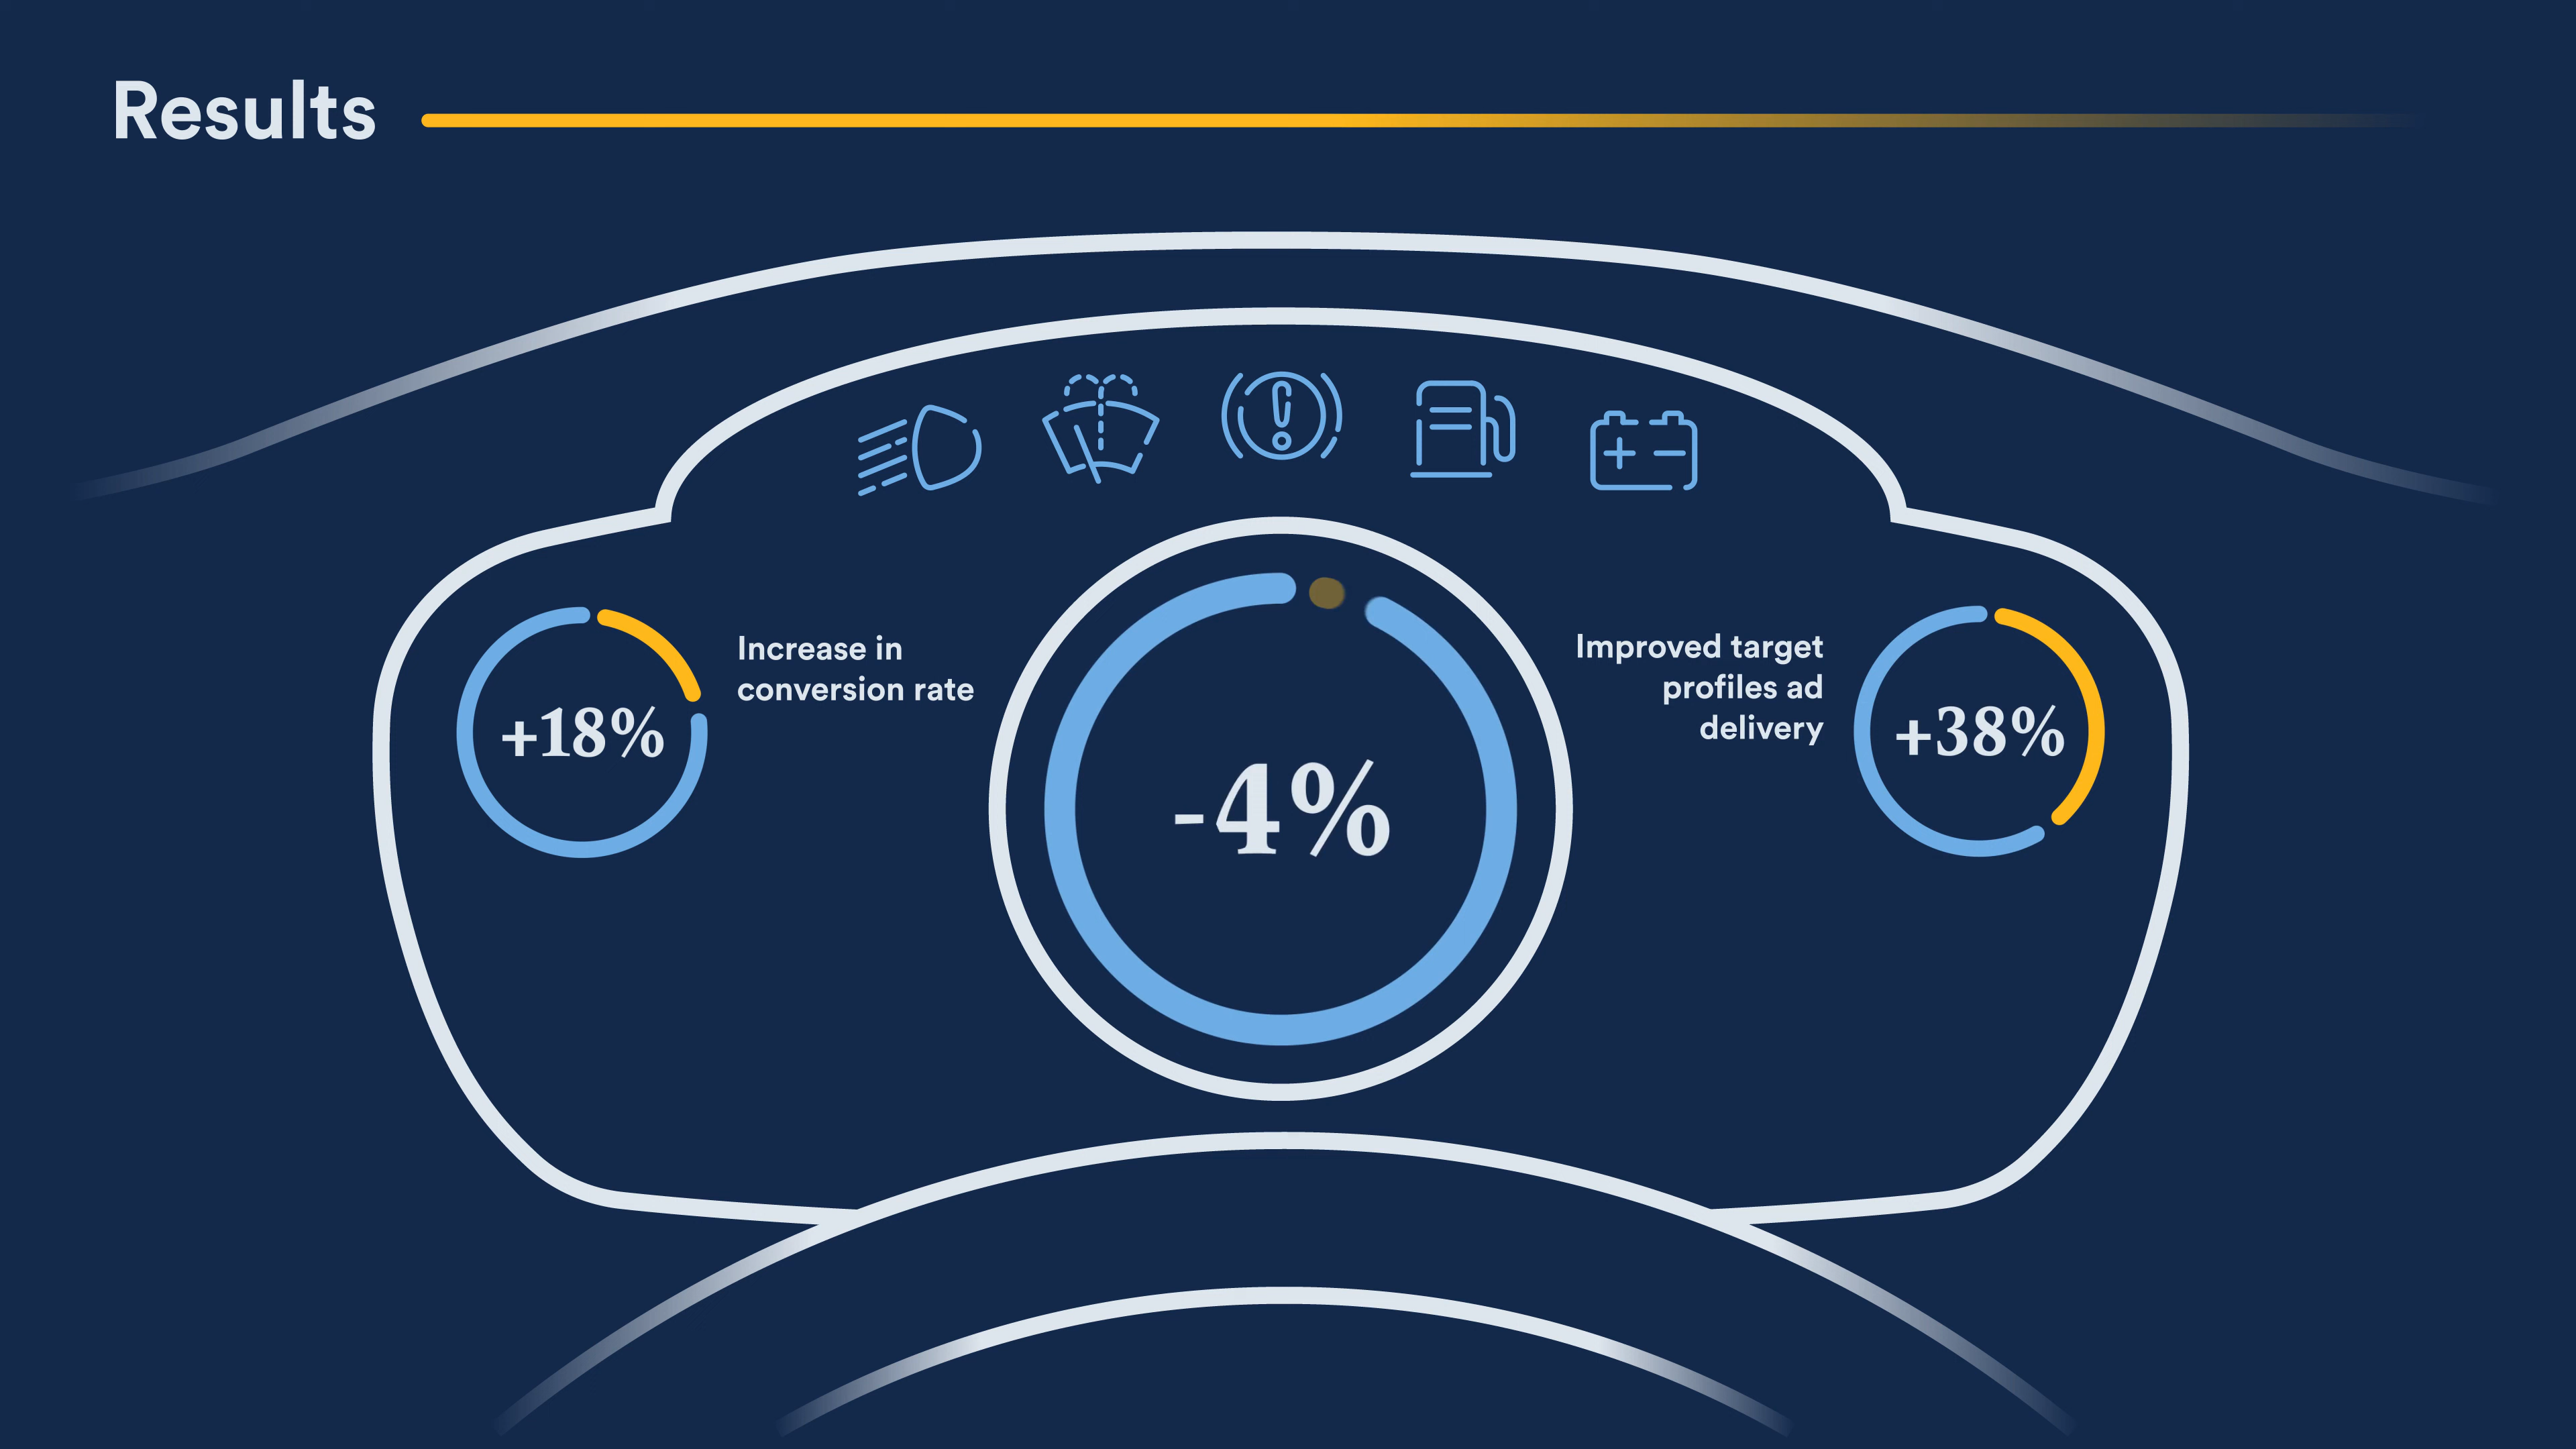 Results
+18%
Increase in
conversion rate
-4%
Improved target
profiles ad
delivery
+38%